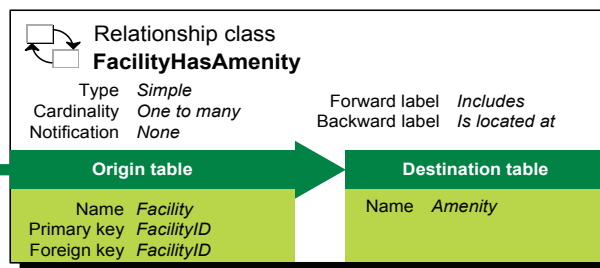 Relationship class
FacilityHasAmenity
Type Simple
Cardinality One to many
Notification None
Forward label Includes
Backward label Is located at
Origin table
Name Facility
Primary key FacilityID
Foreign key FacilityID
Destination table
Name Amenity